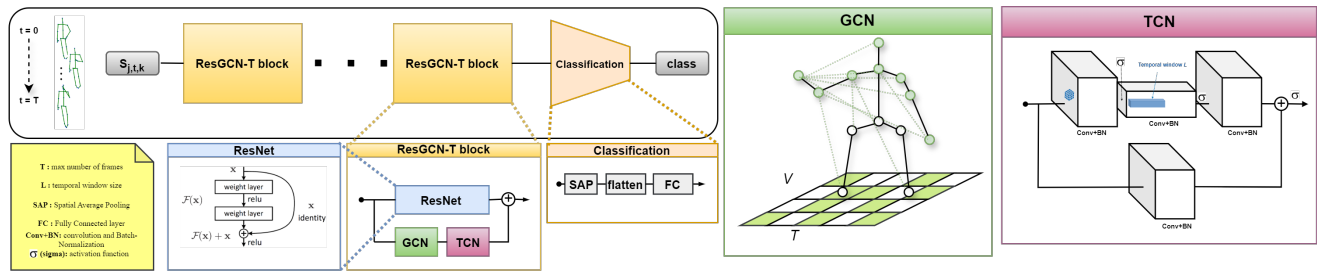 t = 0
t = T
S j,t,k
ResGCN-T block
ResGCN-T block
Classification
class
T : max number of frames
L : temporal window size
SAP : Spatial Average Pooling
FC : Fully Connected layer
Conv+BN: convolution and Batch-
Normalization
σ (sigma): activation function
ResNet
x
weight layer
F(x)
relu
weight layer
x
identity
F(x) + x
relu
ResGCN-T block
ResNet
GCN
TCN
Classification
SAP
flatten
FC
GCN
V
T
TCN
σ
Temporal window L
σ
σ
Conv+BN
Conv+BN
Conv+BN
Conv+BN